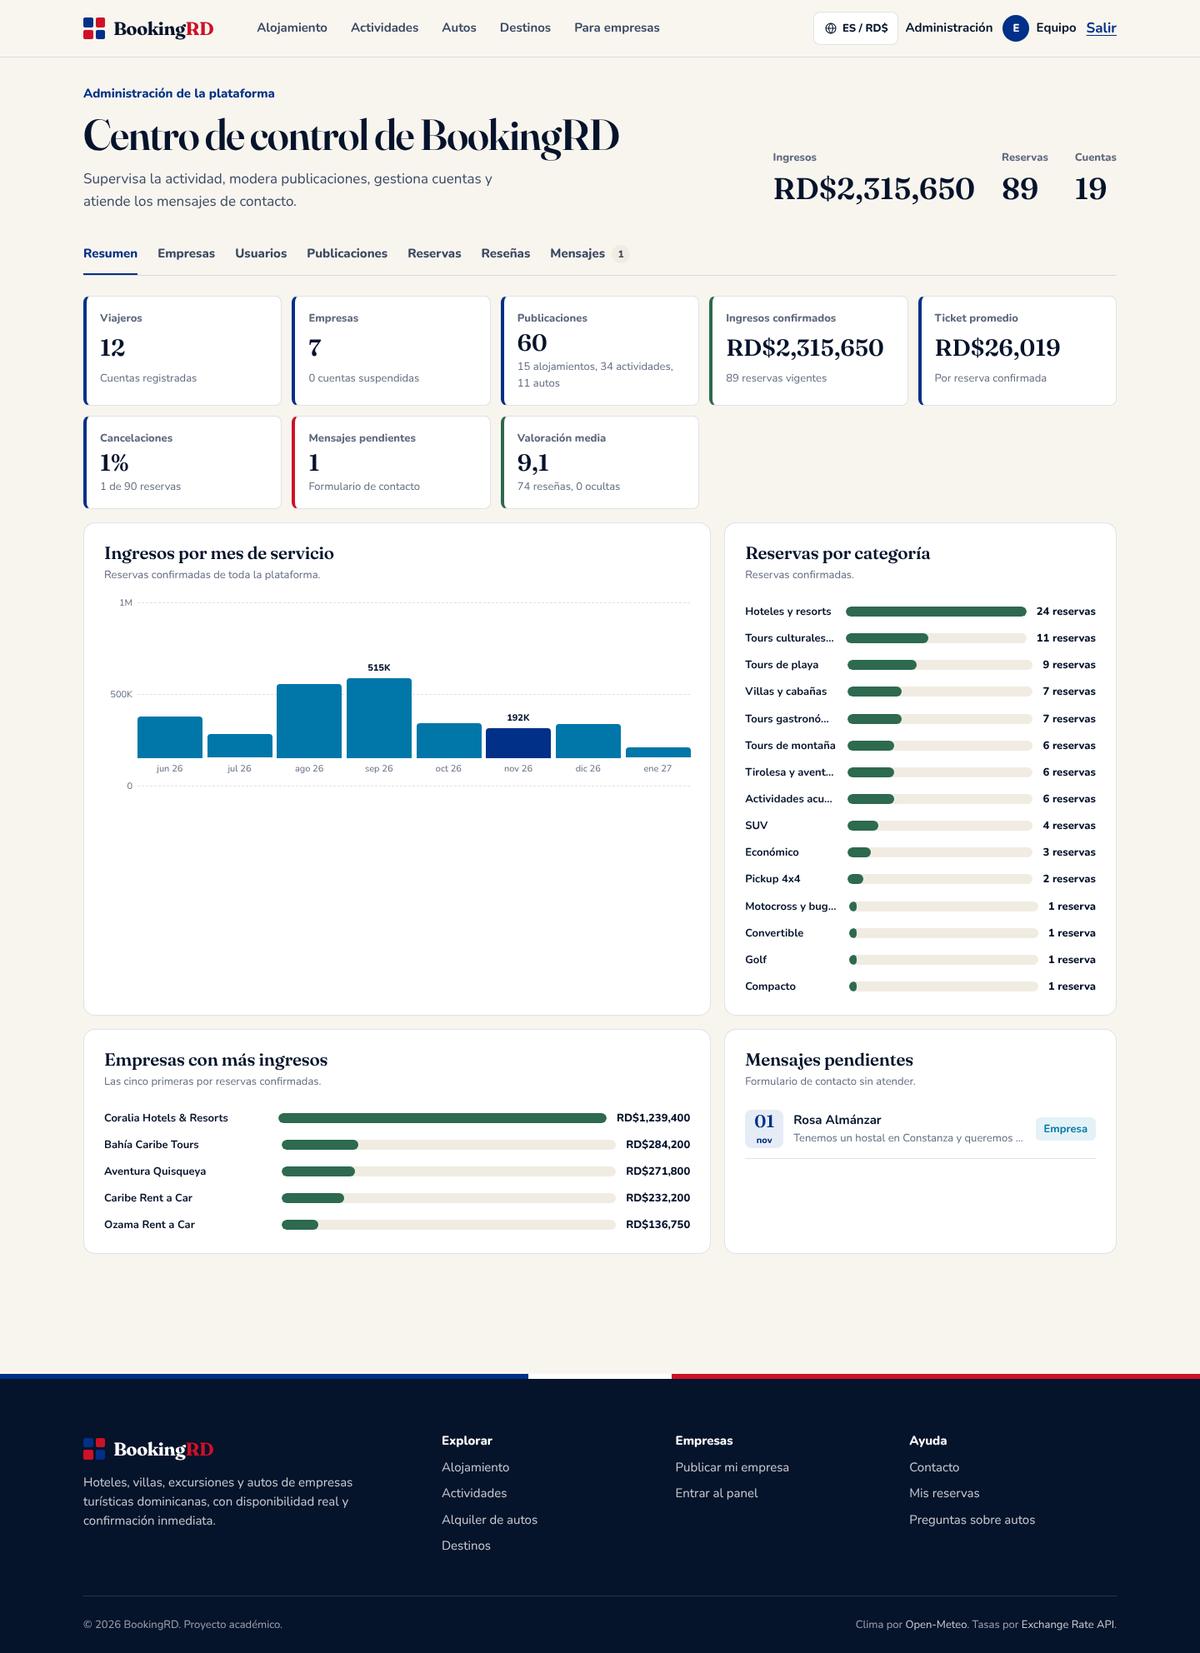 BookingRD
Alojamiento
Actividades
Autos
Destinos
Para empresas
ES / RD$
Administración
E
Equipo
Salir
Administración de la plataforma
Centro de control de BookingRD
Supervisa la actividad, modera publicaciones, gestiona cuentas y
atiende los mensajes de contacto.
Ingresos
RD$2,315,650
Reservas
89
Cuentas
19
Resumen
Empresas
Usuarios
Publicaciones
Reservas
Reseñas
Mensajes 1
Viajeros
12
Cuentas registradas
Empresas
7
0 cuentas suspendidas
Publicaciones
60
15 alojamientos, 34 actividades,
11 autos
Ingresos confirmados
RD$2,315,650
89 reservas vigentes
Ticket promedio
RD$26,019
Por reserva confirmada
Cancelaciones
1%
1 de 90 reservas
Mensajes pendientes
1
Formulario de contacto
Valoración media
9,1
74 reseñas, 0 ocultas
Ingresos por mes de servicio
Reservas confirmadas de toda la plataforma.
1M
500K
0
515K
192K
jun 26
jul 26
ago 26
sep 26
oct 26
nov 26
dic 26
ene 27
Reservas por categoría
Reservas confirmadas.
Hoteles y resorts 24 reservas
Tours culturales... 11 reservas
Tours de playa 9 reservas
Villas y cabañas 7 reservas
Tours gastronó... 7 reservas
Tours de montaña 6 reservas
Tirolesa y avent... 6 reservas
Actividades acu... 6 reservas
SUV 4 reservas
Económico 3 reservas
Pickup 4x4 2 reservas
Motocross y bug... 1 reserva
Convertible 1 reserva
Golf 1 reserva
Compacto 1 reserva
Empresas con más ingresos
Las cinco primeras por reservas confirmadas.
Coralia Hotels & Resorts RD$1,239,400
Bahía Caribe Tours RD$284,200
Aventura Quisqueya RD$271,800
Caribe Rent a Car RD$232,200
Ozama Rent a Car RD$136,750
Mensajes pendientes
Formulario de contacto sin atender.
01
nov
Rosa Almánzar
Tenemos un hostal en Constanza y queremos ...
Empresa
BookingRD
Hoteles, villas, excursiones y autos de empresas
turísticas dominicanas, con disponibilidad real y
confirmación inmediata.
Explorar
Alojamiento
Actividades
Alquiler de autos
Destinos
Empresas
Publicar mi empresa
Entrar al panel
Ayuda
Contacto
Mis reservas
Preguntas sobre autos
© 2026 BookingRD. Proyecto académico.
Clima por Open-Meteo. Tasas por Exchange Rate API.